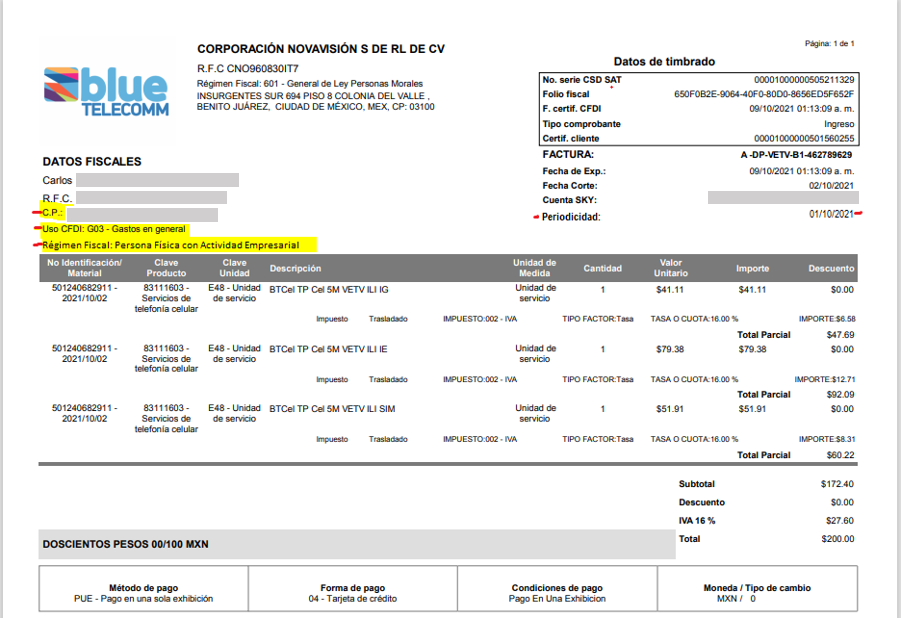 Página: 1 de 1
blue
TELECOMM
CORPORACIÓN NOVAVISIÓN S DE RL DE CV
R.F.C CNO960830IT7
Régimen Fiscal: 601 - General de Ley Personas Morales
INSURGENTES SUR 694 PISO 8 COLONIA DEL VALLE ,
BENITO JUÁREZ, CIUDAD DE MÉXICO, MEX, CP: 03100
Datos de timbrado
No. serie CSD SAT 00001000000505211329
Folio fiscal 650F0B2E-9064-40F0-80D0-8656ED5F652F
F. certif. CFDI 09/10/2021 01:13:09 a. m.
Tipo comprobante Ingreso
Certif. cliente 00001000000501560255
FACTURA: A -DP-VETV-B1-462789629
Fecha de Exp.: 09/10/2021 01:13:09 a. m.
Fecha Corte: 02/10/2021
Cuenta SKY:
Periodicidad: 01/10/2021
DATOS FISCALES
Carlos
R.F.C.
C.P.:
Uso CFDI: G03 - Gastos en general
Régimen Fiscal: Persona Física con Actividad Empresarial
No Identificación/ Clave Clave Descripción Unidad de Cantidad Valor Importe Descuento
Material Producto Unidad Medida Unitario
501240682911 - 83111603 - E48 - Unidad BTCel TP Cel 5M VETV ILI IG Unidad de 1 $41.11 $41.11 $0.00
2021/10/02 Servicios de de servicio servicio
telefonía celular
Impuesto Trasladado IMPUESTO:002 - IVA TIPO FACTOR:Tasa TASA O CUOTA:16.00 % IMPORTE:$6.58
Total Parcial $47.69
501240682911 - 83111603 - E48 - Unidad BTCel TP Cel 5M VETV ILI IE Unidad de 1 $79.38 $79.38 $0.00
2021/10/02 Servicios de de servicio servicio
telefonía celular
Impuesto Trasladado IMPUESTO:002 - IVA TIPO FACTOR:Tasa TASA O CUOTA:16.00 % IMPORTE:$12.71
Total Parcial $92.09
501240682911 - 83111603 - E48 - Unidad BTCel TP Cel 5M VETV ILI SIM Unidad de 1 $51.91 $51.91 $0.00
2021/10/02 Servicios de de servicio servicio
telefonía celular
Impuesto Trasladado IMPUESTO:002 - IVA TIPO FACTOR:Tasa TASA O CUOTA:16.00 % IMPORTE:$8.31
Total Parcial $60.22
Subtotal $172.40
Descuento $0.00
IVA 16 % $27.60
Total $200.00
DOSCIENTOS PESOS 00/100 MXN
Método de pago Forma de pago Condiciones de pago Moneda / Tipo de cambio
PUE - Pago en una sola exhibición 04 - Tarjeta de crédito Pago En Una Exhibicion MXN / 0